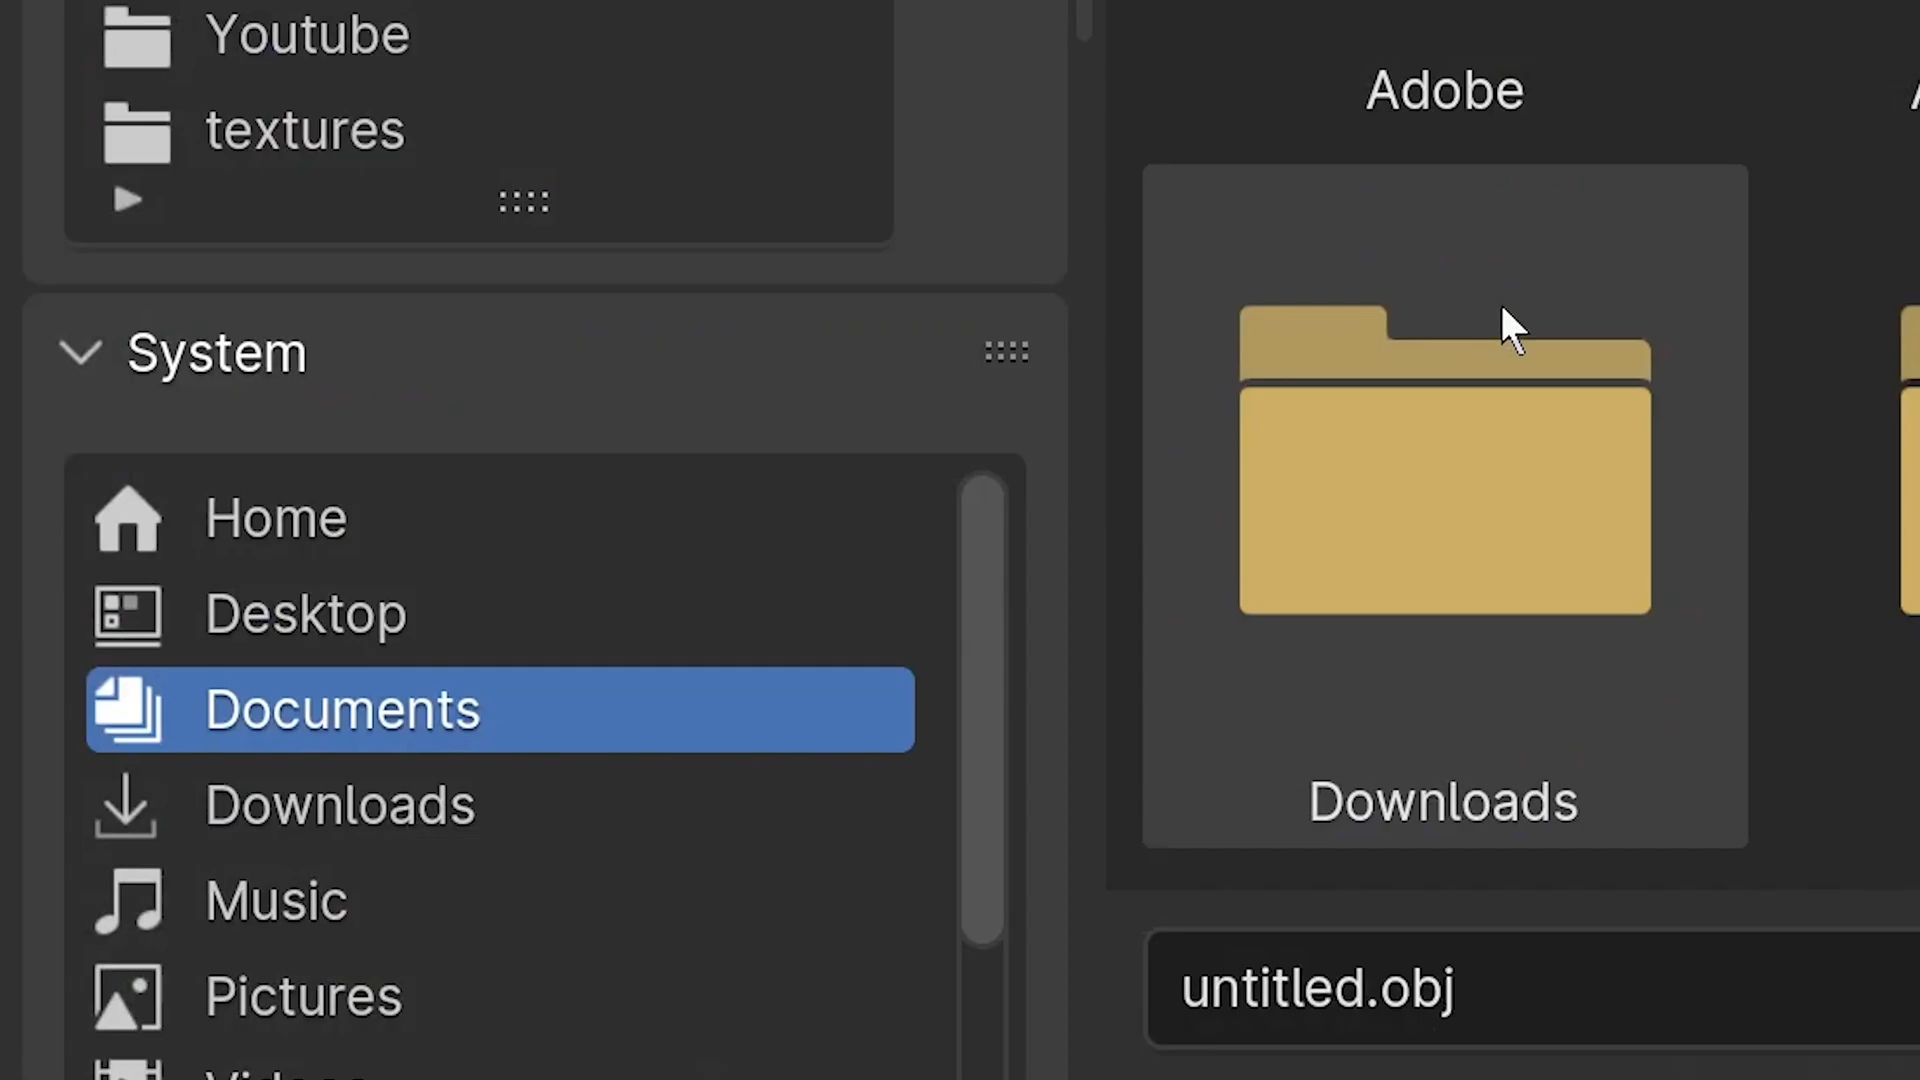 Youtube
textures
System
Home
Desktop
Documents
Downloads
Music
Pictures
Adobe
Downloads
untitled.obj